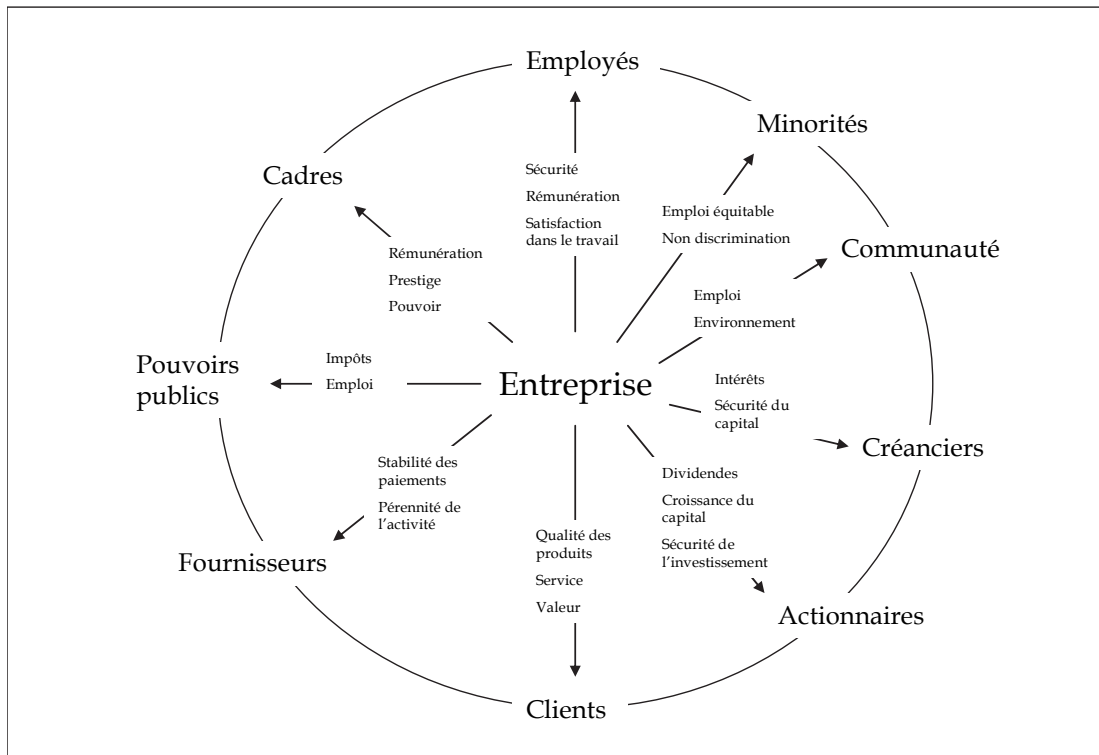 Employés
Minorités
Cadres
Sécurité
Rémunération
Satisfaction
dans le travail
Emploi équitable
Non discrimination
Communauté
Rémunération
Prestige
Pouvoir
Emploi
Environnement
Pouvoirs
publics
Impôts
Emploi
Entreprise
Intérêts
Sécurité du
capital
Créanciers
Stabilité des
paiements
Pérennité de
l’activité
Dividendes
Croissance du
capital
Sécurité de
l’investissement
Qualité des
produits
Service
Valeur
Fournisseurs
Actionnaires
Clients